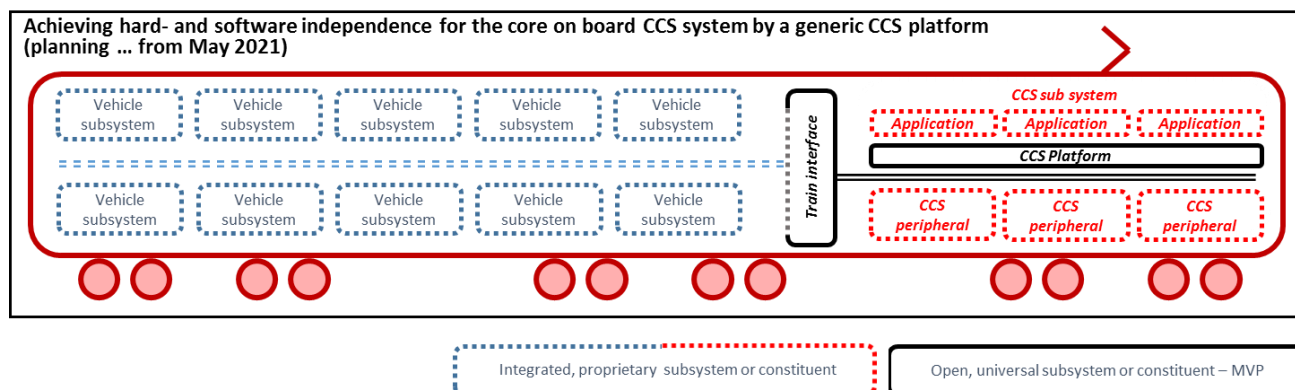 Achieving hard- and software independence for the core on board CCS system by a generic CCS platform
(planning ... from May 2021)
Vehicle
subsystem
Vehicle
subsystem
Vehicle
subsystem
Vehicle
subsystem
Vehicle
subsystem
Vehicle
subsystem
Vehicle
subsystem
Vehicle
subsystem
Vehicle
subsystem
Vehicle
subsystem
Train interface
CCS sub system
Application
Application
Application
CCS Platform
CCS
peripheral
CCS
peripheral
CCS
peripheral
Integrated, proprietary subsystem or constituent
Open, universal subsystem or constituent – MVP